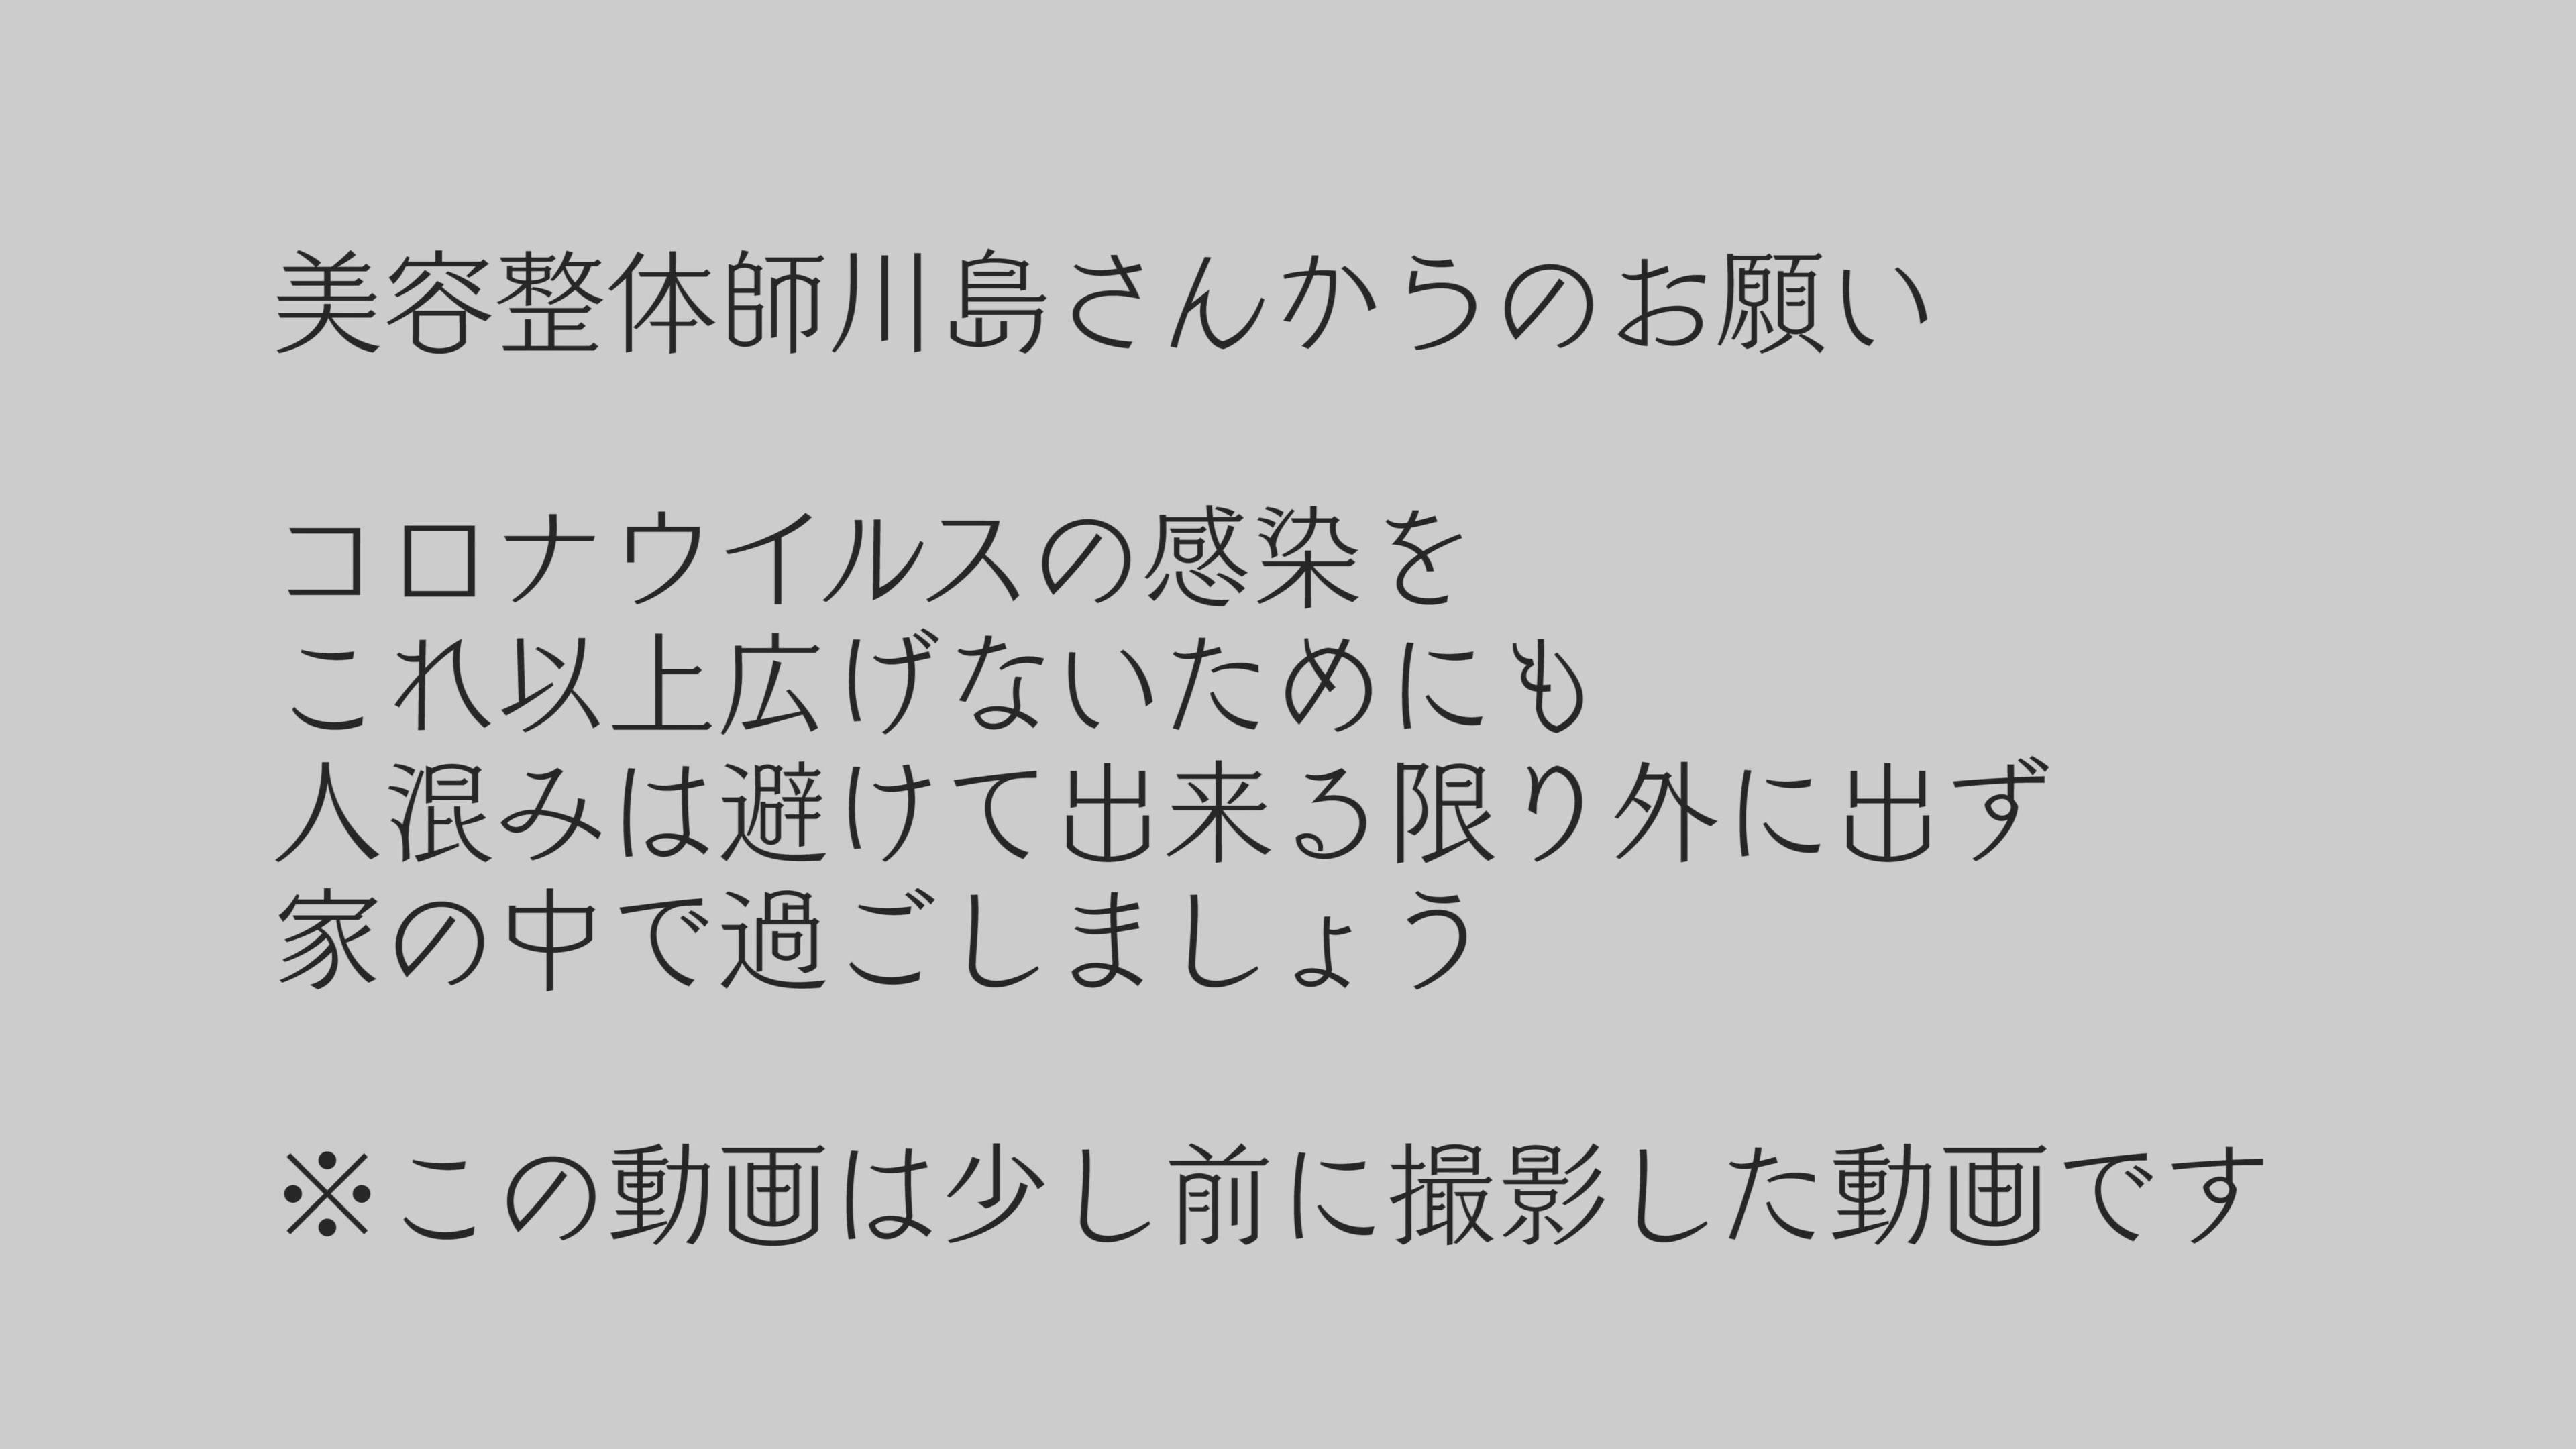 美容整体師川島さんからのお願い
コロナウイルスの感染を
これ以上広げないためにも
人混みは避けて出来る限り外に出ず
家の中で過ごしましょう
※この動画は少し前に撮影した動画です